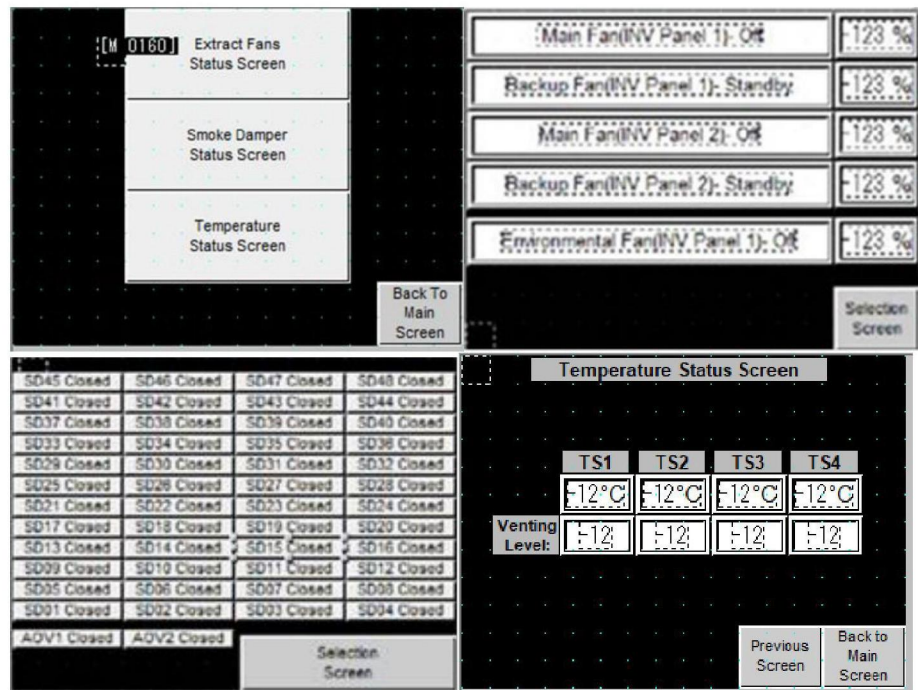 [M 0160]
Extract Fans
Status Screen
Smoke Damper
Status Screen
Temperature
Status Screen
Back To
Main
Screen
Main Fan(INV Panel 1)- Off -123 %
Backup Fan(INV Panel 1)- Standby -123 %
Main Fan(INV Panel 2)- Off -123 %
Backup Fan(INV Panel 2)- Standby -123 %
Environmental Fan(INV Panel 1)- Off -123 %
Selection
Screen
SD45 Closed SD46 Closed SD47 Closed SD48 Closed
SD41 Closed SD42 Closed SD43 Closed SD44 Closed
SD37 Closed SD38 Closed SD39 Closed SD40 Closed
SD33 Closed SD34 Closed SD35 Closed SD36 Closed
SD29 Closed SD30 Closed SD31 Closed SD32 Closed
SD25 Closed SD26 Closed SD27 Closed SD28 Closed
SD21 Closed SD22 Closed SD23 Closed SD24 Closed
SD17 Closed SD18 Closed SD19 Closed SD20 Closed
SD13 Closed SD14 Closed SD15 Closed SD16 Closed
SD09 Closed SD10 Closed SD11 Closed SD12 Closed
SD05 Closed SD06 Closed SD07 Closed SD08 Closed
SD01 Closed SD02 Closed SD03 Closed SD04 Closed
AOV1 Closed AOV2 Closed
Selection
Screen
Temperature Status Screen
TS1 TS2 TS3 TS4
-12°C -12°C -12°C -12°C
Venting
Level: -12 -12 -12 -12
Previous
Screen
Back to
Main
Screen